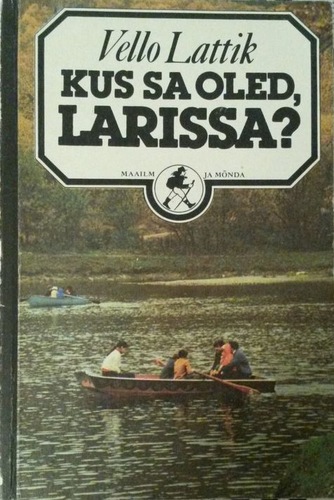 Vello Lattik
KUS SA OLED,
LARISSA?
MAAILM JA MÕNDA